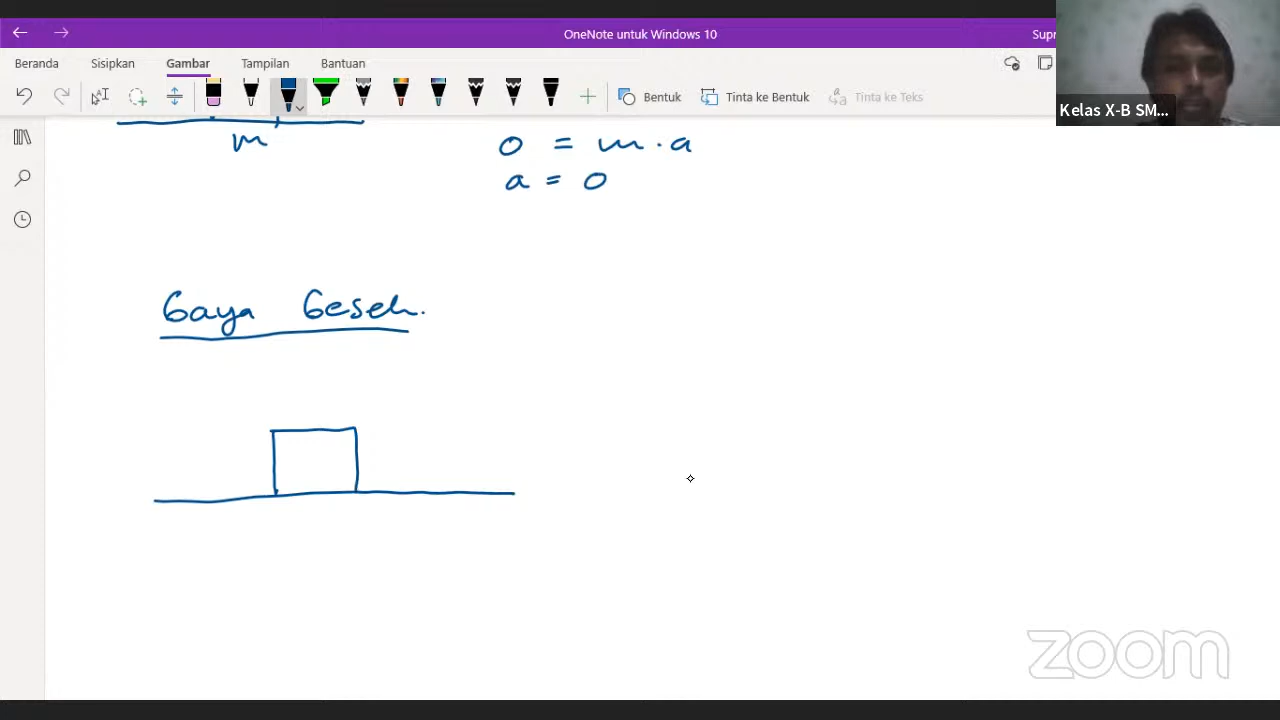 OneNote untuk Windows 10
Supr
Beranda Sisipkan Gambar Tampilan Bantuan
Bentuk Tinta ke Bentuk Tinta ke Teks
Kelas X-B SM...
m
0 = m . a
a = 0
Gaya Gesek.
zoom